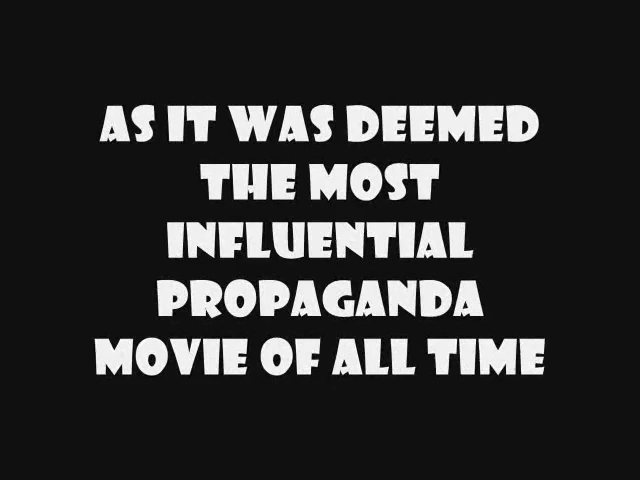 AS IT WAS DEEMED
THE MOST
INFLUENTIAL
PROPAGANDA
MOVIE OF ALL TIME